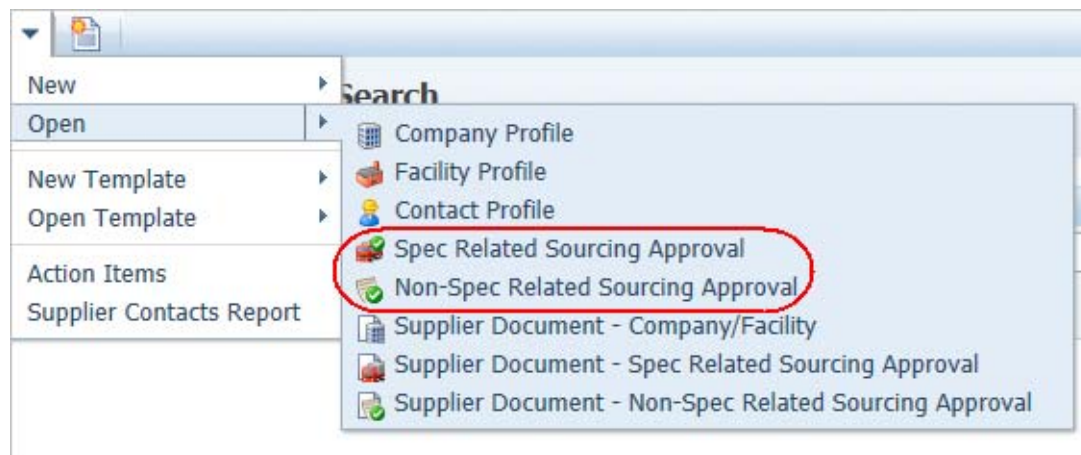 New
Search
Open
Company Profile
Facility Profile
New Template
Contact Profile
Open Template
Spec Related Sourcing Approval
Action Items
Non-Spec Related Sourcing Approval
Supplier Contacts Report
Supplier Document - Company/Facility
Supplier Document - Spec Related Sourcing Approval
Supplier Document - Non-Spec Related Sourcing Approval